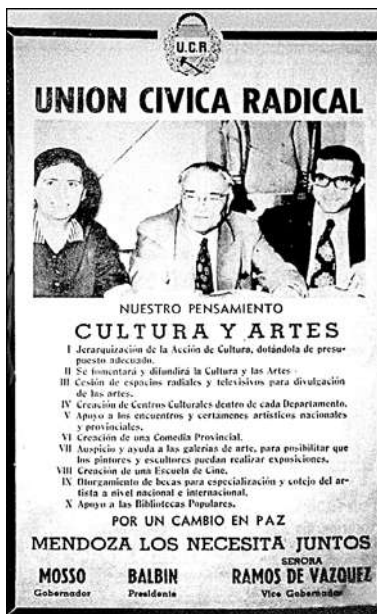 U.C.R.
UNION CIVICA RADICAL
NUESTRO PENSAMIENTO
CULTURA Y ARTES
I Jerarquización de la Acción de Cultura, dotándola de presu-
puesto adecuado.
II Se fomentará y difundirá la Cultura y las Artes
III Cesión de espacios radiales y televisivos para divulgación
de las artes.
IV Creación de Centros Culturales dentro de cada Departamento.
V Apoyo a los encuentros y certamenes artísticos nacionales
y provinciales.
VI Creación de una Comedia Provincial.
VII Auspicio y ayuda a las galerías de arte, para posibilitar que
los pintores y escultores puedan realizar exposiciones.
VIII Creación de una Escuela de Cine.
IX Otorgamiento de becas para especialización y cotejo del ar-
tista a nivel nacional e internacional.
X Apoyo a las Bibliotecas Populares.
POR UN CAMBIO EN PAZ
MENDOZA LOS NECESITA JUNTOS
SEÑORA
MOSSO BALBIN RAMOS DE VAZQUEZ
Gobernador Presidente Vice Gobernador